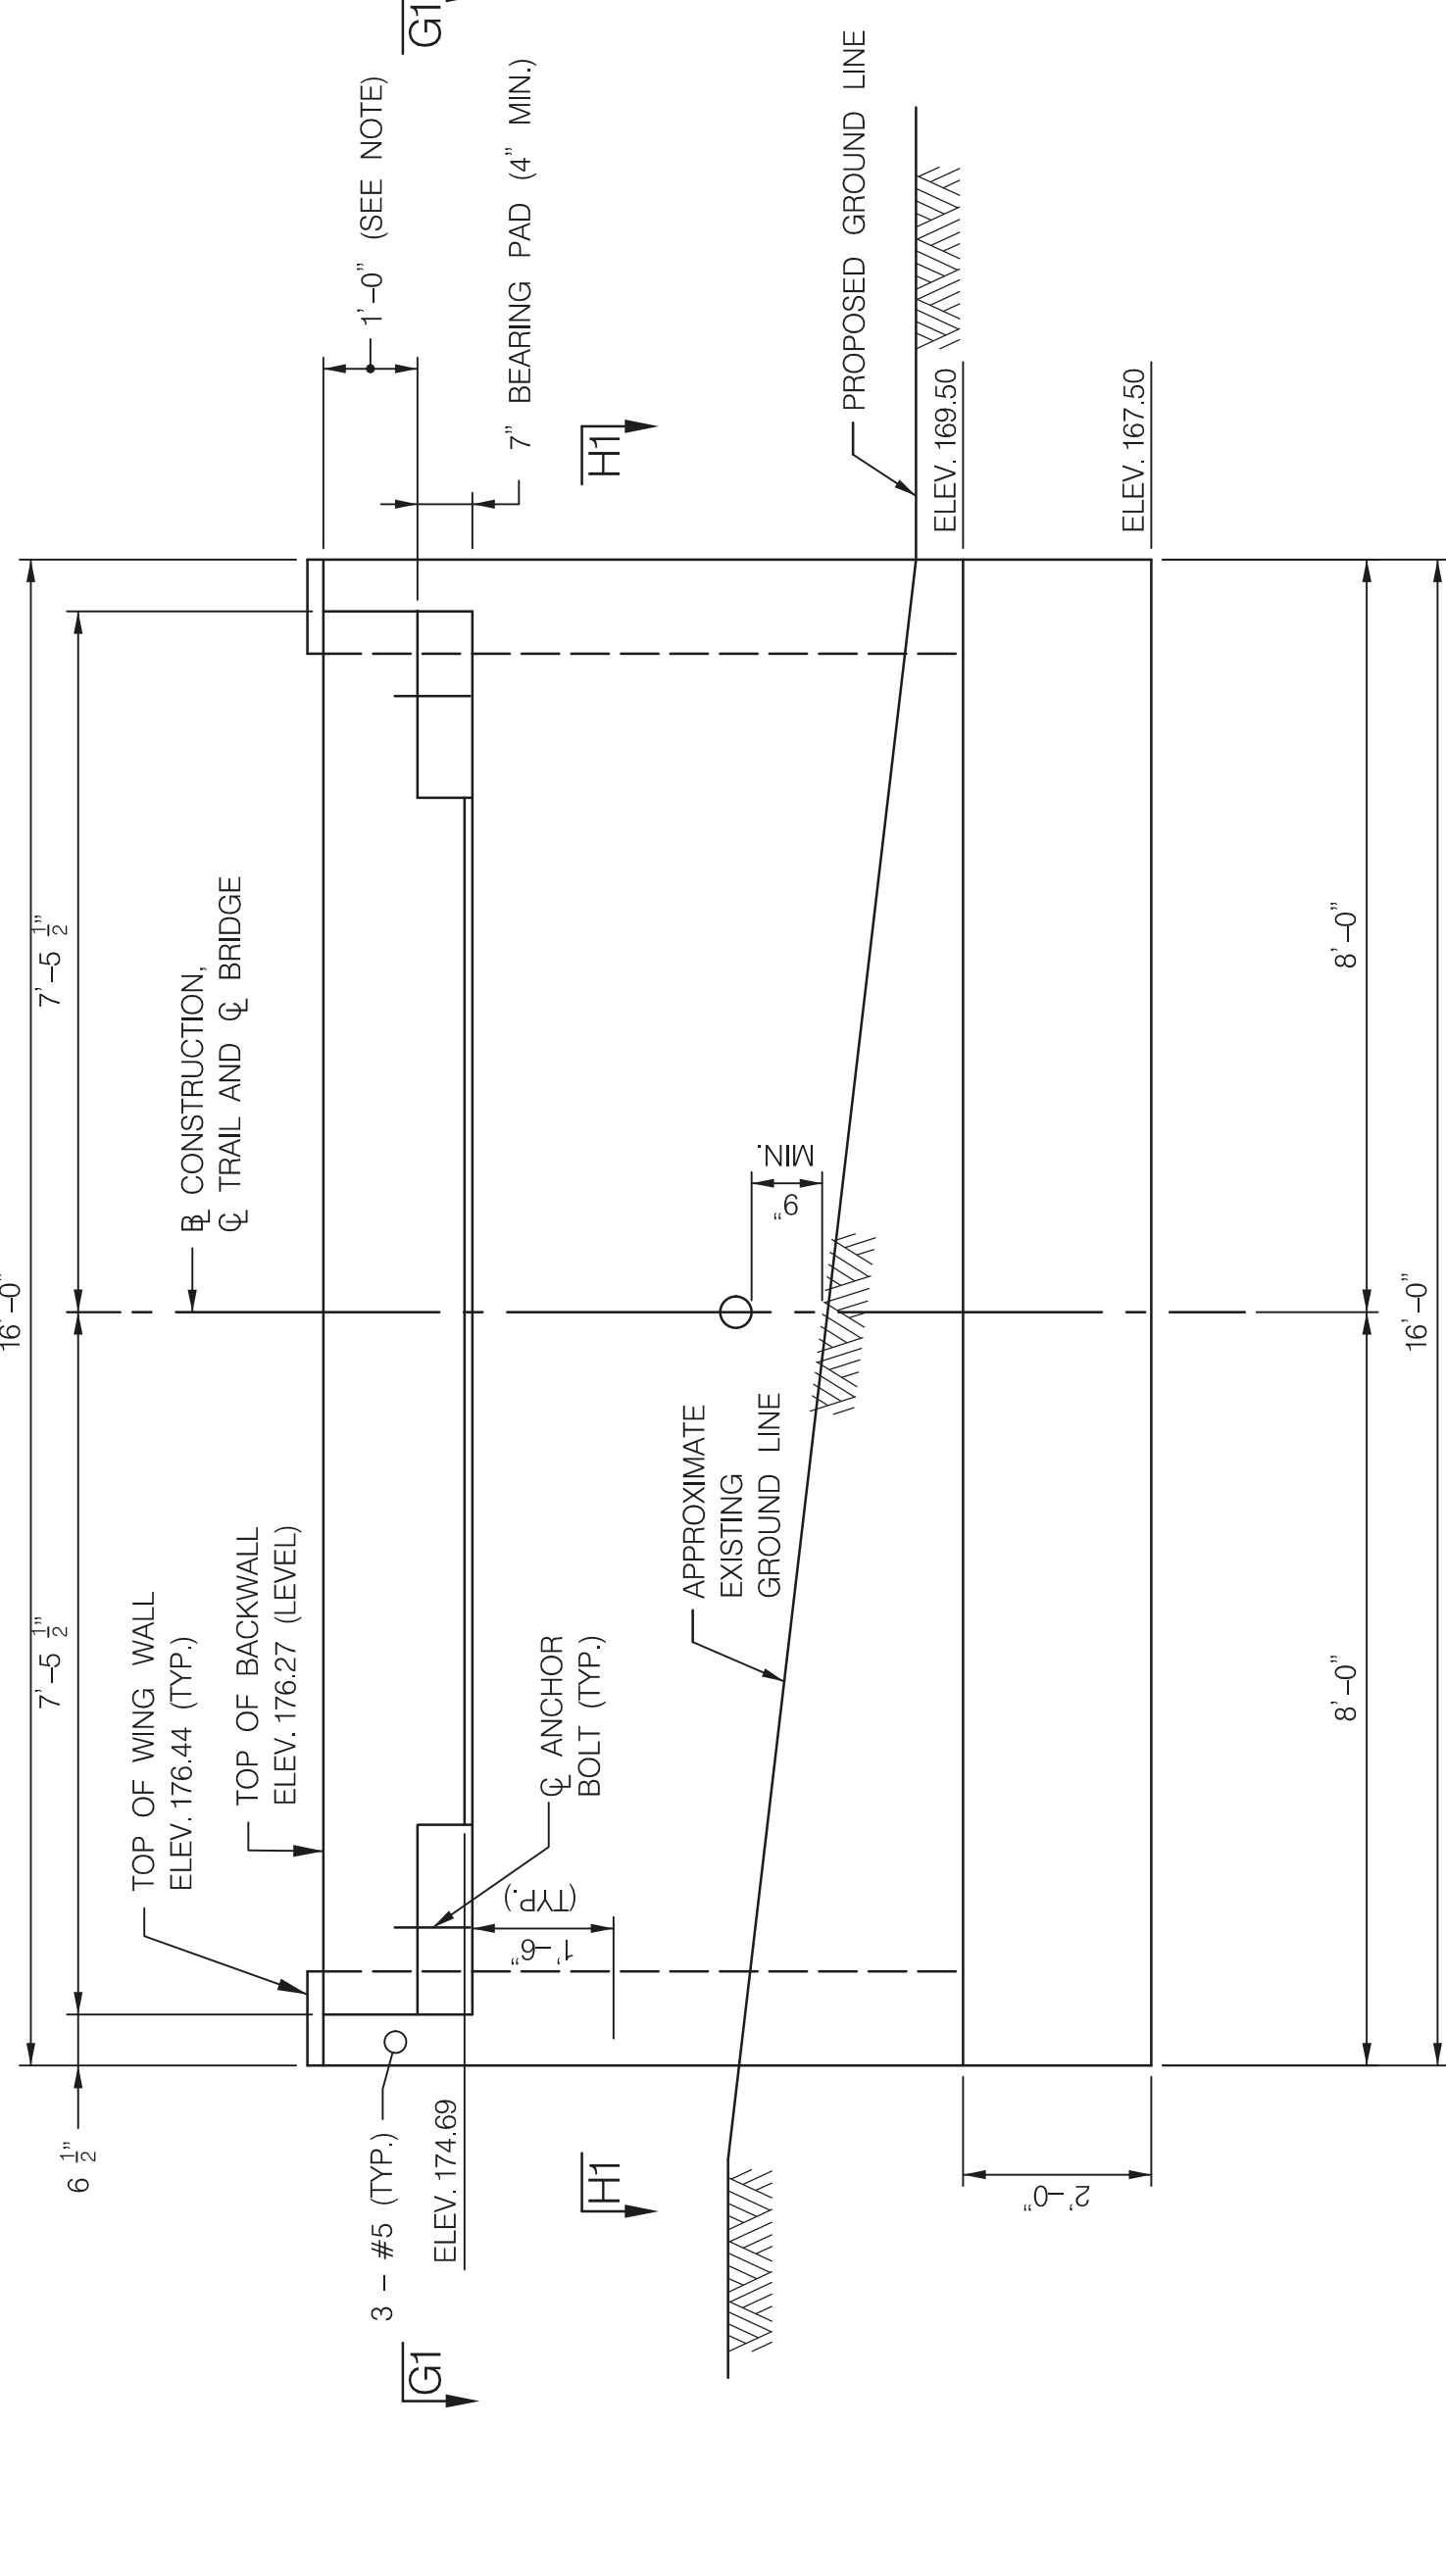 16'-0"
6 1/2"
7'-5 1/2"
7'-5 1/2"
TOP OF WING WALL
ELEV. 176.44 (TYP.)
TOP OF BACKWALL
ELEV. 176.27 (LEVEL)
B̵L CONSTRUCTION,
℄ TRAIL AND ℄ BRIDGE
1'-0" (SEE NOTE)
G1
G1
3 - #5 (TYP.)
ELEV. 174.69
7" BEARING PAD (4" MIN.)
℄ ANCHOR
BOLT (TYP.)
1'-6"
(TYP.)
H1
H1
APPROXIMATE
EXISTING
GROUND LINE
9"
MIN.
PROPOSED GROUND LINE
ELEV. 169.50
ELEV. 167.50
2'-0"
8'-0"
8'-0"
16'-0"